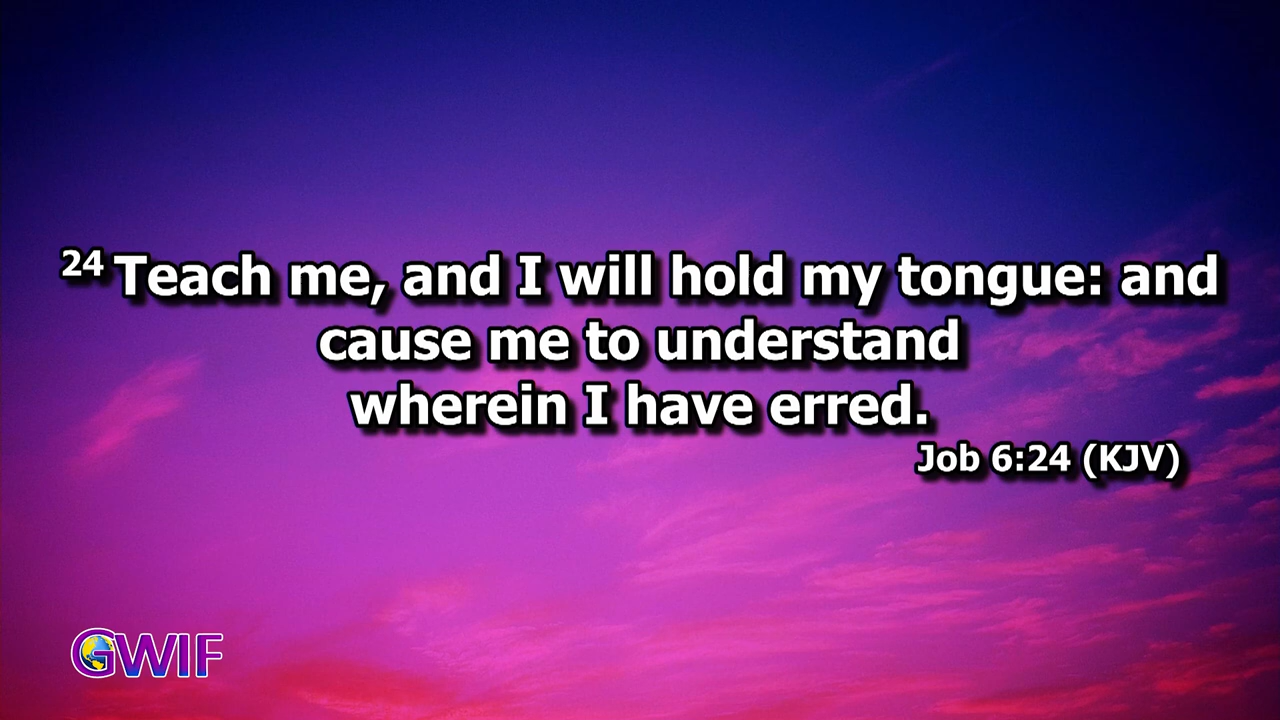 24 Teach me, and I will hold my tongue: and
cause me to understand
wherein I have erred.
Job 6:24 (KJV)
GWIF